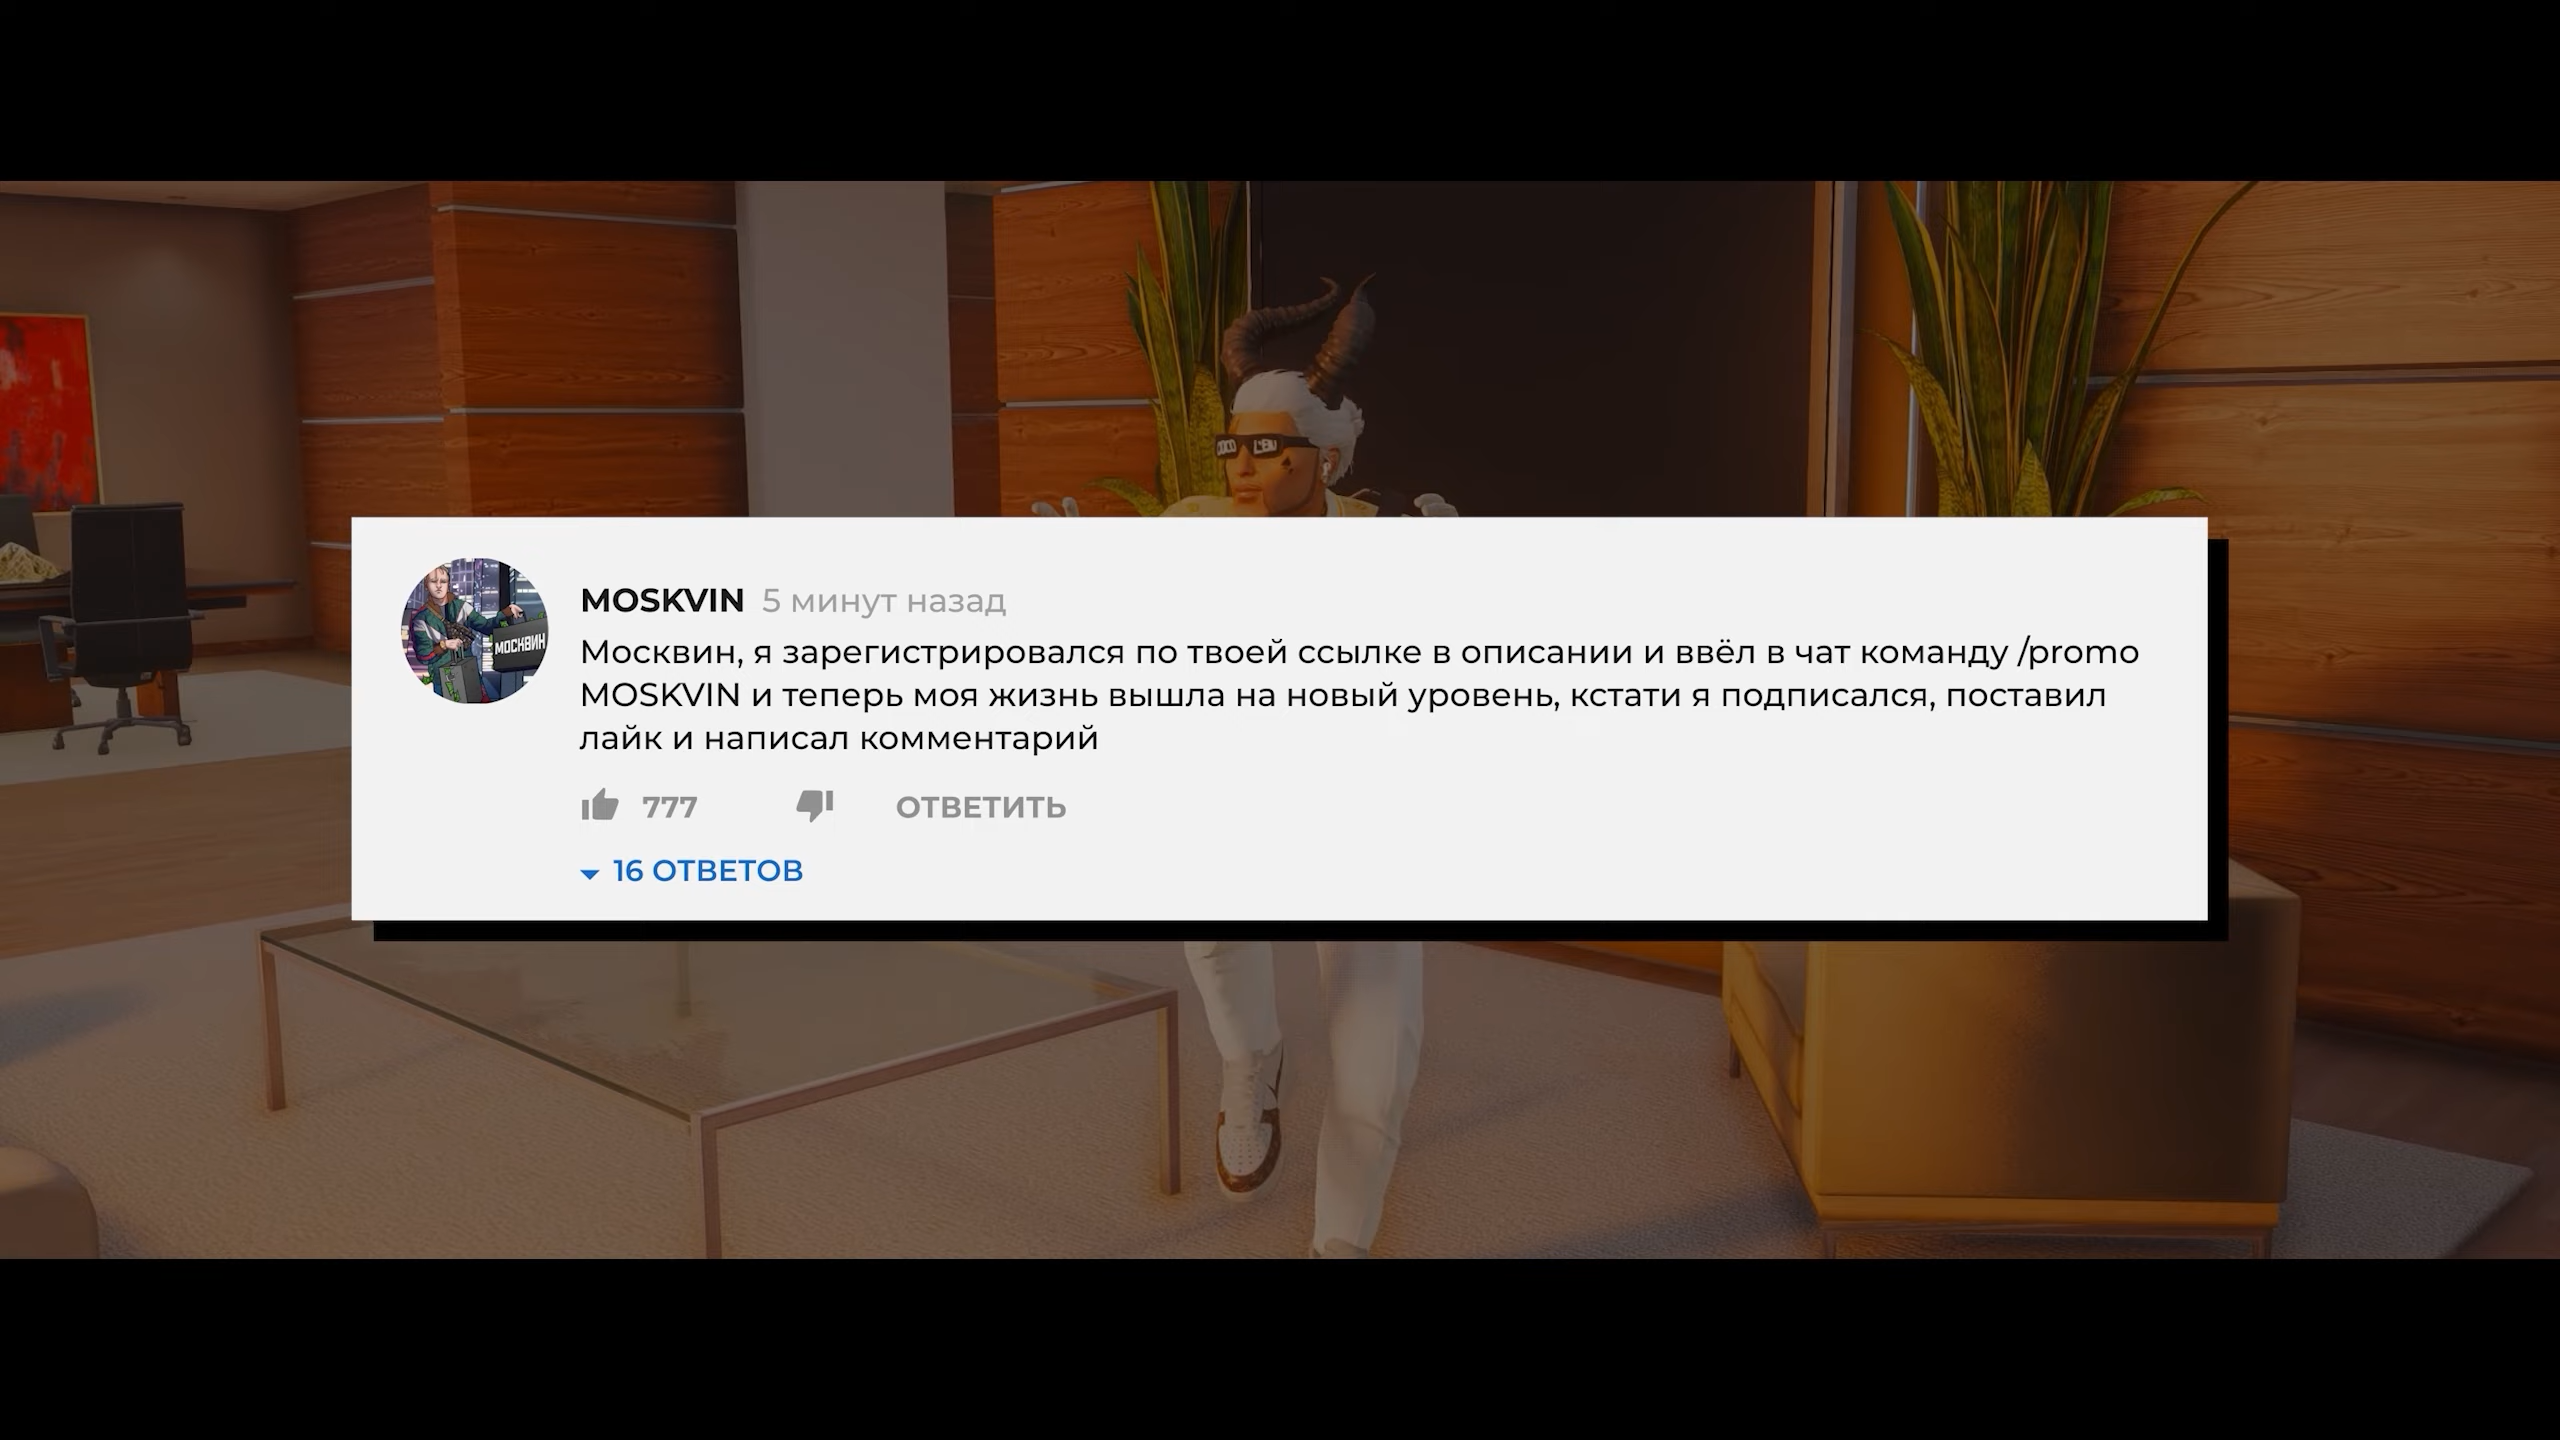 MOSKVIN 5 минут назад
Москвин, я зарегистрировался по твоей ссылке в описании и ввёл в чат команду /promo
MOSKVIN и теперь моя жизнь вышла на новый уровень, кстати я подписался, поставил
лайк и написал комментарий
777 ОТВЕТИТЬ
16 ОТВЕТОВ
МОСКВИН